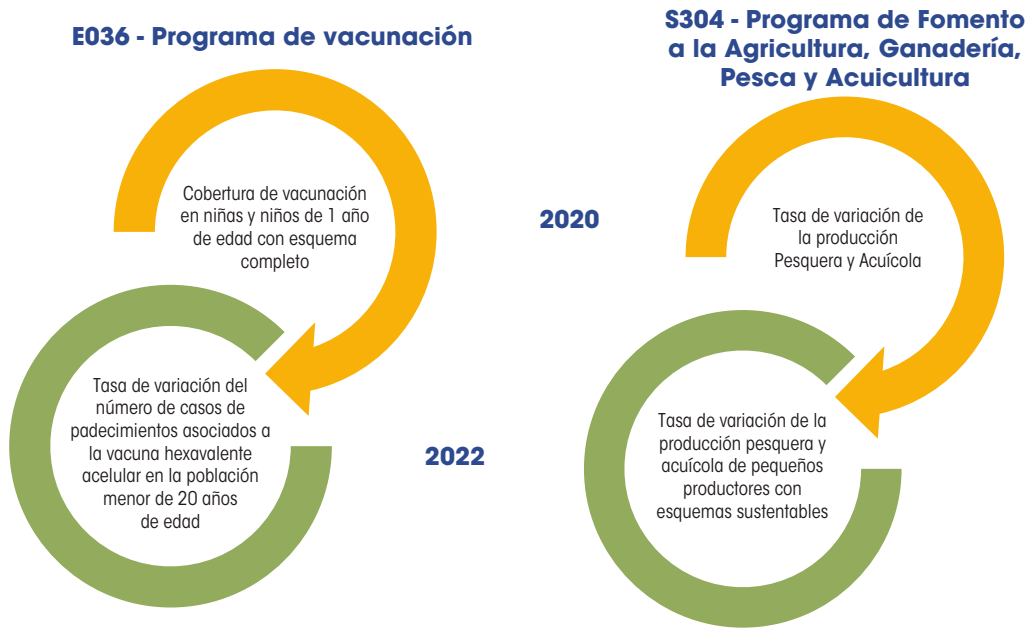 E036 - Programa de vacunación
Cobertura de vacunación
en niñas y niños de 1 año
de edad con esquema
completo
Tasa de variación del
número de casos de
padecimientos asociados a
la vacuna hexavalente
acelular en la población
menor de 20 años
de edad
2020
2022
S304 - Programa de Fomento
a la Agricultura, Ganadería,
Pesca y Acuicultura
Tasa de variación de
la producción
Pesquera y Acuícola
Tasa de variación de la
producción pesquera y
acuícola de pequeños
productores con
esquemas sustentables